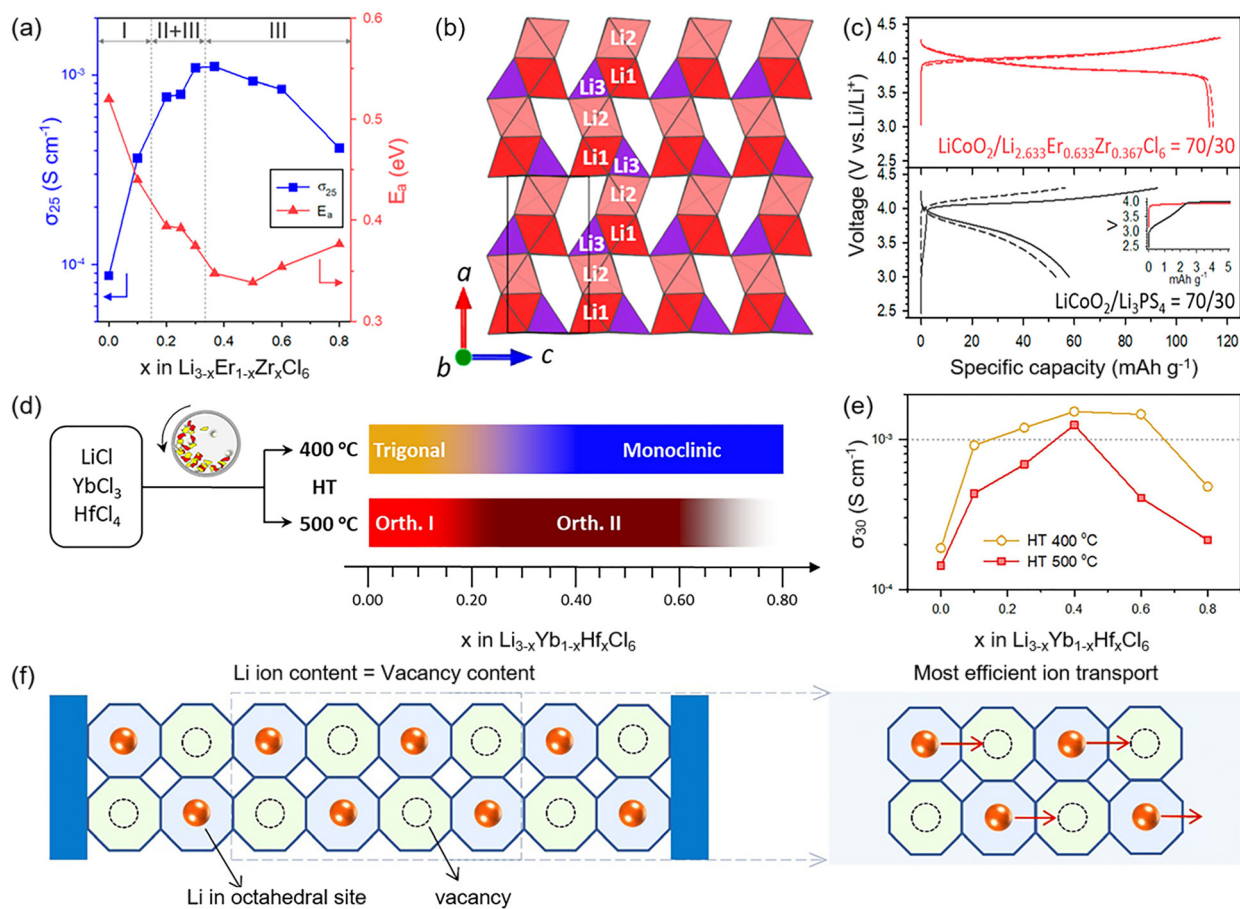 (a)
I II+III III
10⁻³
10⁻⁴
σ₂₅ (S cm⁻¹)
0.6
0.5
0.4
0.3
Eₐ (eV)
σ₂₅
Eₐ
0.0 0.2 0.4 0.6 0.8
x in Li₃₋ₓEr₁₋ₓZrₓCl₆
(b)
Li2
Li1
Li3
Li2
Li1
Li3
Li2
Li1
Li3
Li2
Li1
a
b
c
(c)
4.5
4.0
3.5
3.0
2.5
LiCoO₂/Li₂.₆₃₃Er₀.₆₃₃Zr₀.₃₆₇Cl₆ = 70/30
Voltage (V vs.Li/Li⁺)
4.5
4.0
3.5
3.0
2.5
V
4.0
3.5
3.0
2.5
0 1 2 3 4 5
mAh g⁻¹
LiCoO₂/Li₃PS₄ = 70/30
0 20 40 60 80 100 120
Specific capacity (mAh g⁻¹)
(d)
LiCl
YbCl₃
HfCl₄
400 ºC
HT
500 ºC
Trigonal Monoclinic
Orth. I Orth. II
0.00 0.20 0.40 0.60 0.80
x in Li₃₋ₓYb₁₋ₓHfₓCl₆
(e)
10⁻³
10⁻⁴
σ₃₀ (S cm⁻¹)
HT 400 ºC
HT 500 ºC
0.0 0.2 0.4 0.6 0.8
x in Li₃₋ₓYb₁₋ₓHfₓCl₆
(f)
Li ion content = Vacancy content
Most efficient ion transport
Li in octahedral site
vacancy